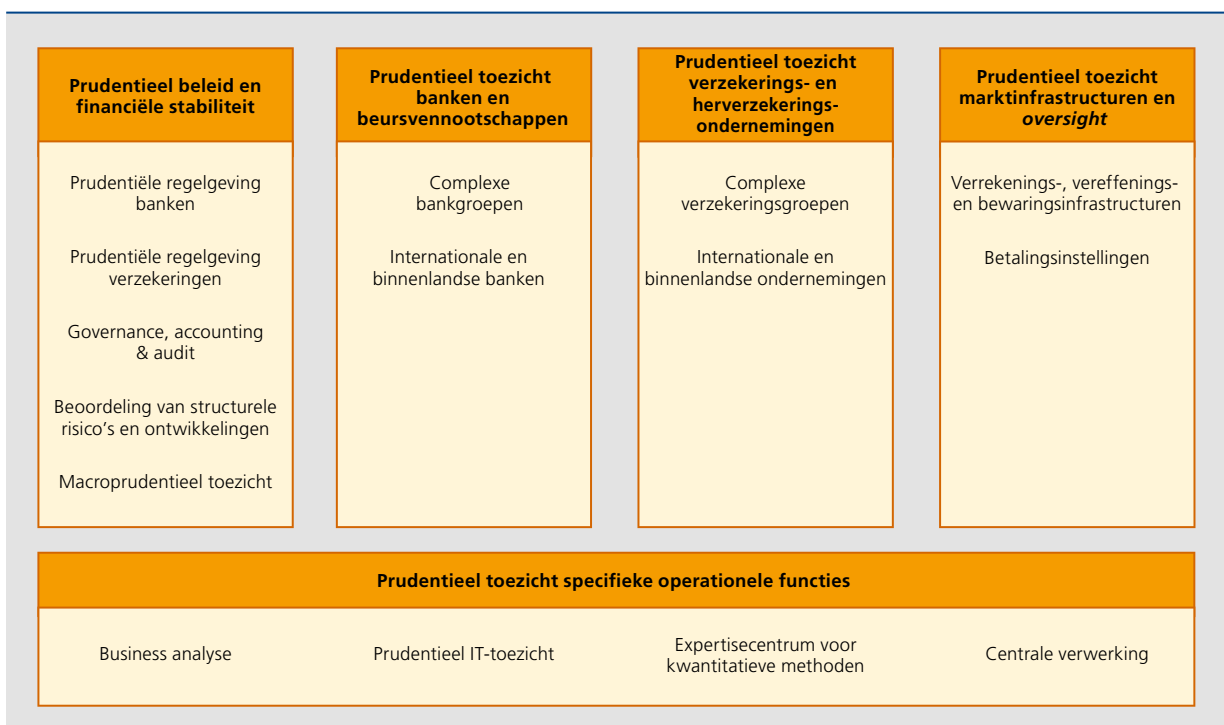 Prudentieel beleid en
financiële stabiliteit
Prudentiële regelgeving
banken
Prudentiële regelgeving
verzekeringen
Governance, accounting
& audit
Beoordeling van structurele
risico's en ontwikkelingen
Macroprudentieel toezicht
Prudentieel toezicht
banken en
beursvennootschappen
Complexe
bankgroepen
Internationale en
binnenlandse banken
Prudentieel toezicht
verzekerings- en
herverzekerings-
ondernemingen
Complexe
verzekeringsgroepen
Internationale en
binnenlandse ondernemingen
Prudentieel toezicht
marktinfrastructuren en
oversight
Verrekenings-, vereffenings-
en bewaringsinfrastructuren
Betalingsinstellingen
Prudentieel toezicht specifieke operationele functies
Business analyse
Prudentieel IT-toezicht
Expertisecentrum voor
kwantitatieve methoden
Centrale verwerking